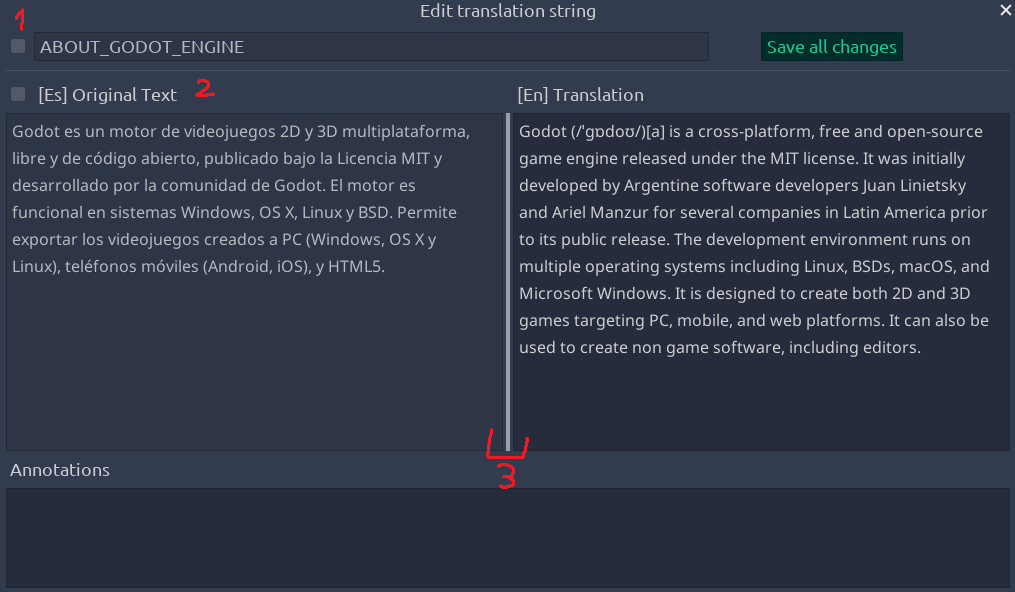 Edit translation string
1
ABOUT_GODOT_ENGINE
Save all changes
[Es] Original Text
2
[En] Translation
Godot es un motor de videojuegos 2D y 3D multiplataforma,
libre y de código abierto, publicado bajo la Licencia MIT y
desarrollado por la comunidad de Godot. El motor es
funcional en sistemas Windows, OS X, Linux y BSD. Permite
exportar los videojuegos creados a PC (Windows, OS X y
Linux), teléfonos móviles (Android, iOS), y HTML5.
Godot (/ˈɡɒdoʊ/)[a] is a cross-platform, free and open-source
game engine released under the MIT license. It was initially
developed by Argentine software developers Juan Linietsky
and Ariel Manzur for several companies in Latin America prior
to its public release. The development environment runs on
multiple operating systems including Linux, BSDs, macOS, and
Microsoft Windows. It is designed to create both 2D and 3D
games targeting PC, mobile, and web platforms. It can also be
used to create non game software, including editors.
3
Annotations